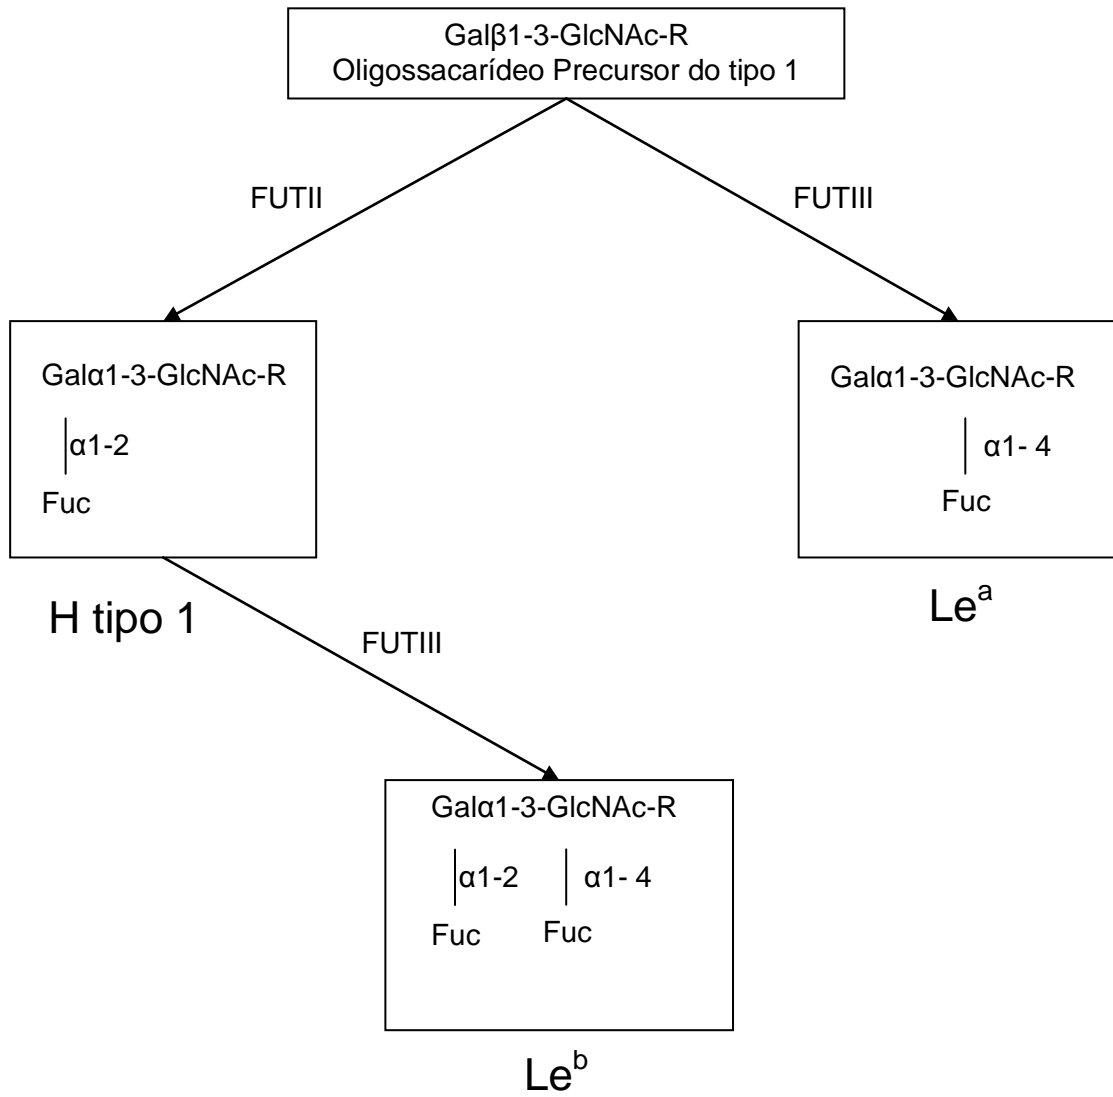 Galβ1-3-GlcNAc-R
Oligossacarídeo Precursor do tipo 1
FUTII
FUTIII
Galα1-3-GlcNAc-R
α1-2
Fuc
H tipo 1
Galα1-3-GlcNAc-R
α1- 4
Fuc
Le^a
FUTIII
Galα1-3-GlcNAc-R
α1-2 α1- 4
Fuc Fuc
Le^b